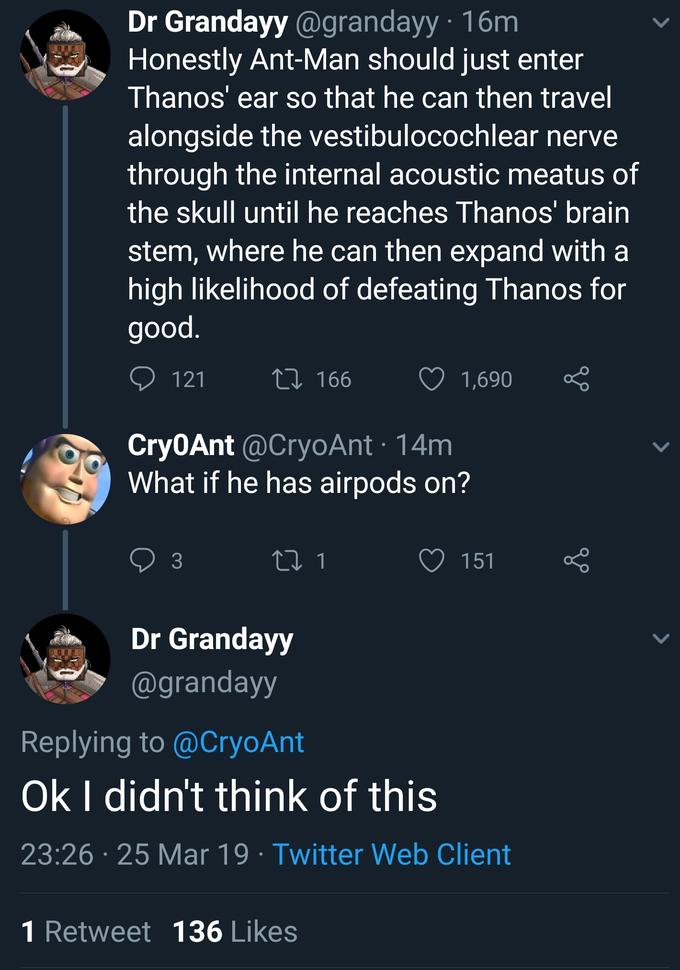 Dr Grandayy @grandayy · 16m
Honestly Ant-Man should just enter
Thanos' ear so that he can then travel
alongside the vestibulocochlear nerve
through the internal acoustic meatus of
the skull until he reaches Thanos' brain
stem, where he can then expand with a
high likelihood of defeating Thanos for
good.
121 166 1,690
Cry0Ant @CryoAnt · 14m
What if he has airpods on?
3 1 151
Dr Grandayy
@grandayy
Replying to @CryoAnt
Ok I didn't think of this
23:26 · 25 Mar 19 · Twitter Web Client
1 Retweet 136 Likes